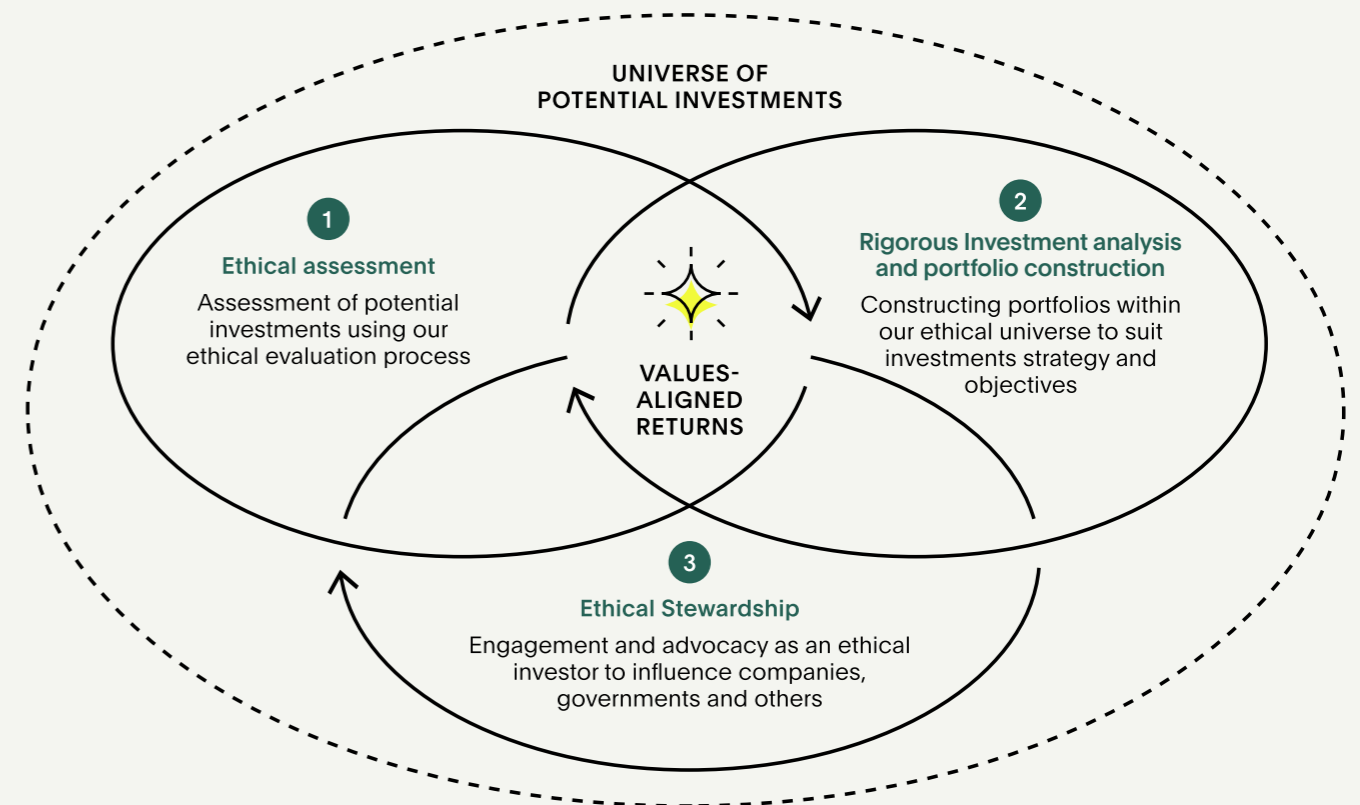 UNIVERSE OF
POTENTIAL INVESTMENTS
1
Ethical assessment
Assessment of potential
investments using our
ethical evaluation process
2
Rigorous Investment analysis
and portfolio construction
Constructing portfolios within
our ethical universe to suit
investments strategy and
objectives
VALUES-
ALIGNED
RETURNS
3
Ethical Stewardship
Engagement and advocacy as an ethical
investor to influence companies,
governments and others